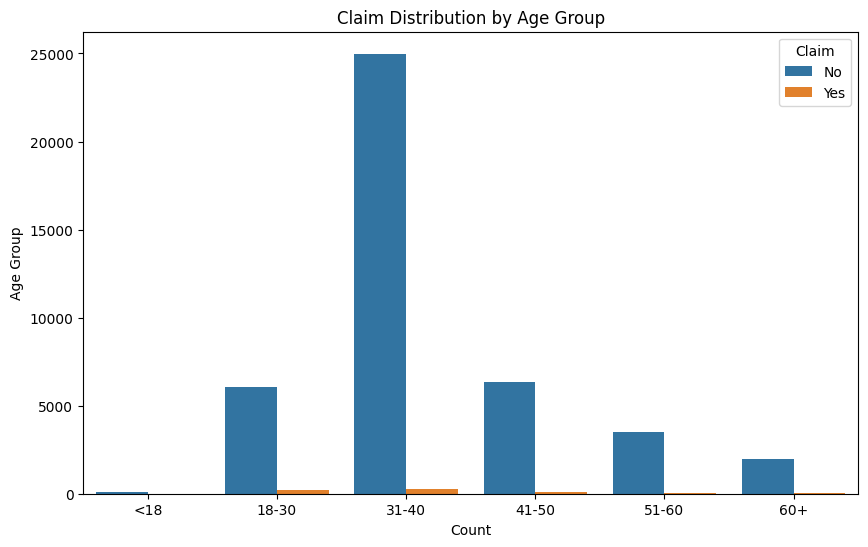 Claim Distribution by Age Group
Claim
No
Yes
Age Group
25000
20000
15000
10000
5000
0
<18 18-30 31-40 41-50 51-60 60+
Count